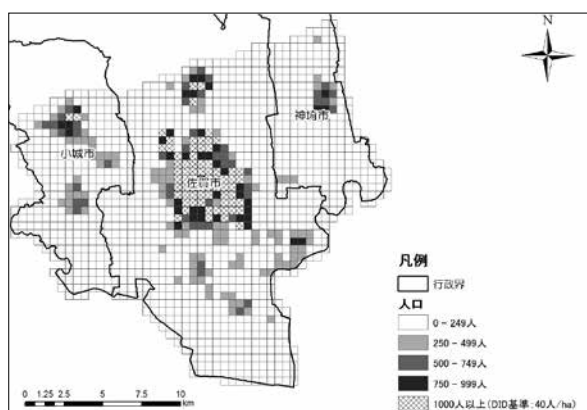 N
神埼市
小城市
佐賀市
凡例
行政界
人口
0 - 249人
250 - 499人
500 - 749人
750 - 999人
1000人以上(DID基準:40人/ha)
0 1.25 2.5 5 7.5 10
km